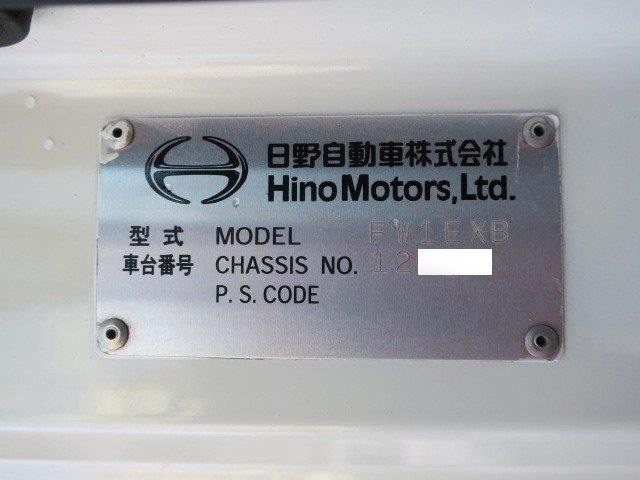 日野自動車株式会社
Hino Motors, Ltd.
型式 MODEL FW1EXB
車台番号 CHASSIS NO. 12
P.S. CODE